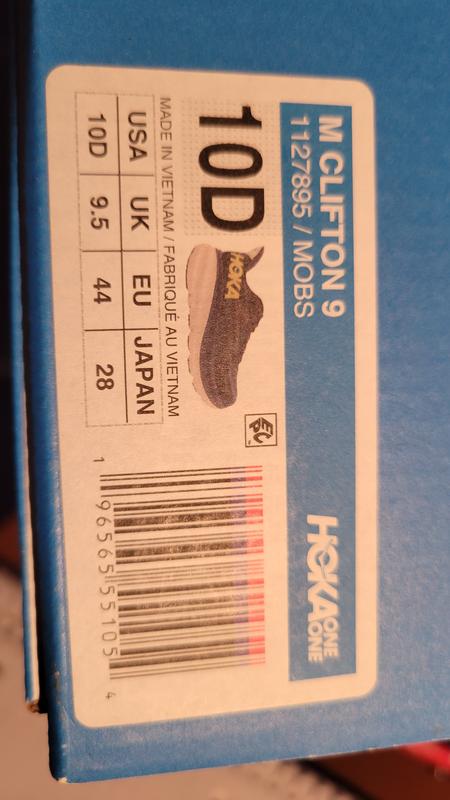 M CLIFTON 9
1127895 / MOBS
HOKA ONE ONE
10D
HOKA
MADE IN VIETNAM / FABRIQUÉ AU VIETNAM
USA UK EU JAPAN
10D 9.5 44 28
1 96565 55105 4